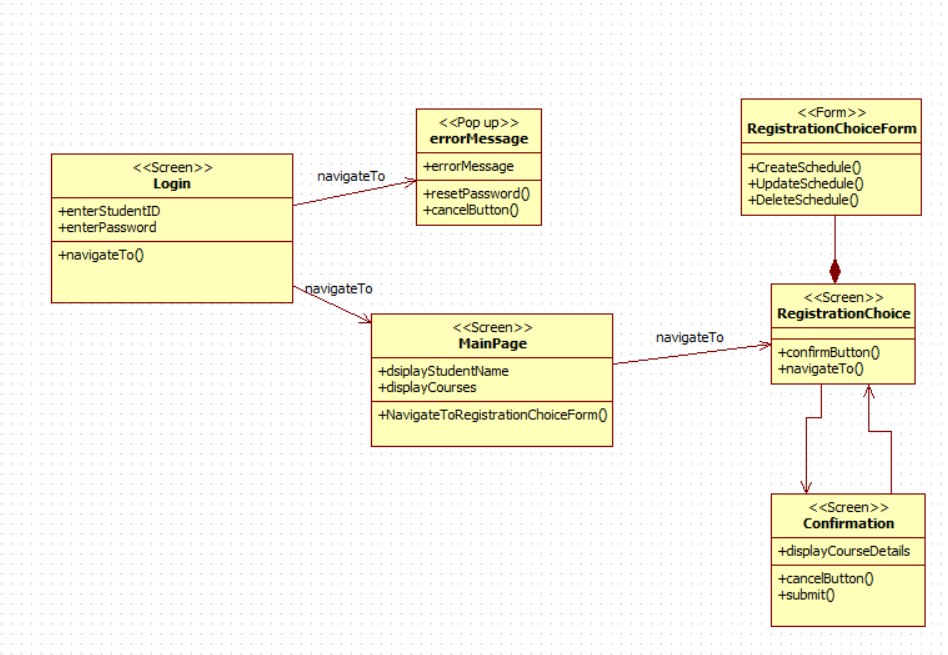 <<Screen>>
Login
+enterStudentID
+enterPassword
+navigateTo()
navigateTo
<<Pop up>>
errorMessage
+errorMessage
+resetPassword()
+cancelButton()
navigateTo
<<Screen>>
MainPage
+dsiplayStudentName
+displayCourses
+NavigateToRegistrationChoiceForm()
navigateTo
<<Form>>
RegistrationChoiceForm
+CreateSchedule()
+UpdateSchedule()
+DeleteSchedule()
<<Screen>>
RegistrationChoice
+confirmButton()
+navigateTo()
<<Screen>>
Confirmation
+displayCourseDetails
+cancelButton()
+submit()